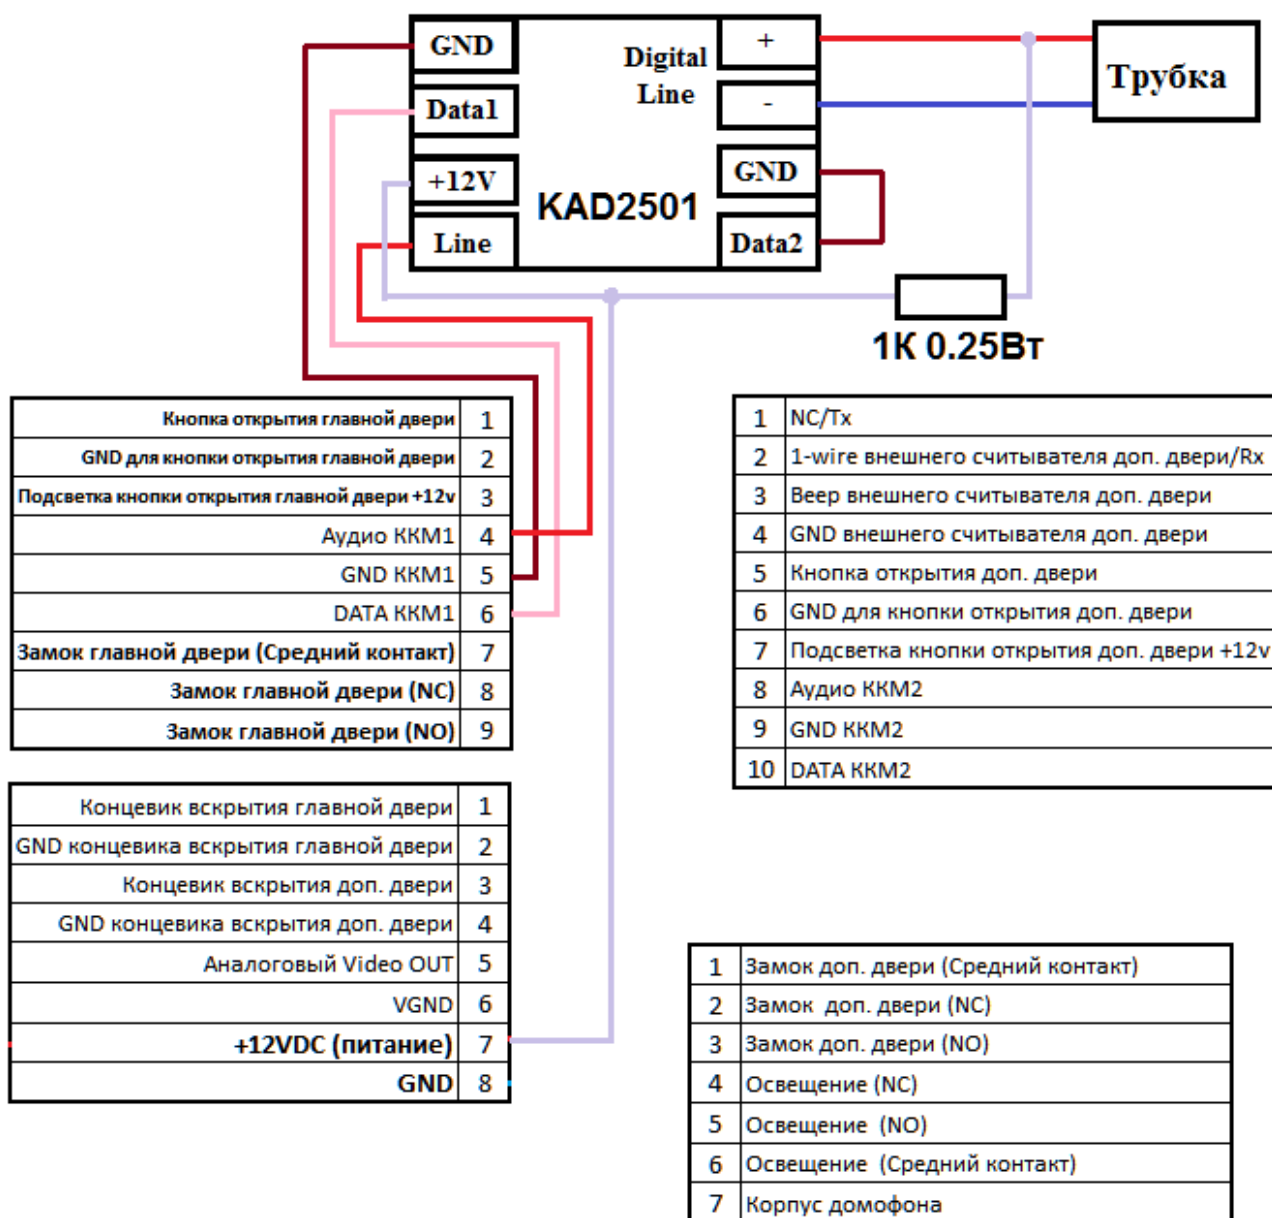 GND
Data1
+12V
Line
Digital
Line
KAD2501
+
-
GND
Data2
Трубка
1К 0.25Вт
Кнопка открытия главной двери 1
GND для кнопки открытия главной двери 2
Подсветка кнопки открытия главной двери +12v 3
Аудио ККМ1 4
GND ККМ1 5
DATA ККМ1 6
Замок главной двери (Средний контакт) 7
Замок главной двери (NC) 8
Замок главной двери (NO) 9
1 NC/Tx
2 1-wire внешнего считывателя доп. двери/Rx
3 Beep внешнего считывателя доп. двери
4 GND внешнего считывателя доп. двери
5 Кнопка открытия доп. двери
6 GND для кнопки открытия доп. двери
7 Подсветка кнопки открытия доп. двери +12v
8 Аудио ККМ2
9 GND ККМ2
10 DATA ККМ2
Концевик вскрытия главной двери 1
GND концевика вскрытия главной двери 2
Концевик вскрытия доп. двери 3
GND концевика вскрытия доп. двери 4
Аналоговый Video OUT 5
VGND 6
+12VDC (питание) 7
GND 8
1 Замок доп. двери (Средний контакт)
2 Замок доп. двери (NC)
3 Замок доп. двери (NO)
4 Освещение (NC)
5 Освещение (NO)
6 Освещение (Средний контакт)
7 Корпус домофона